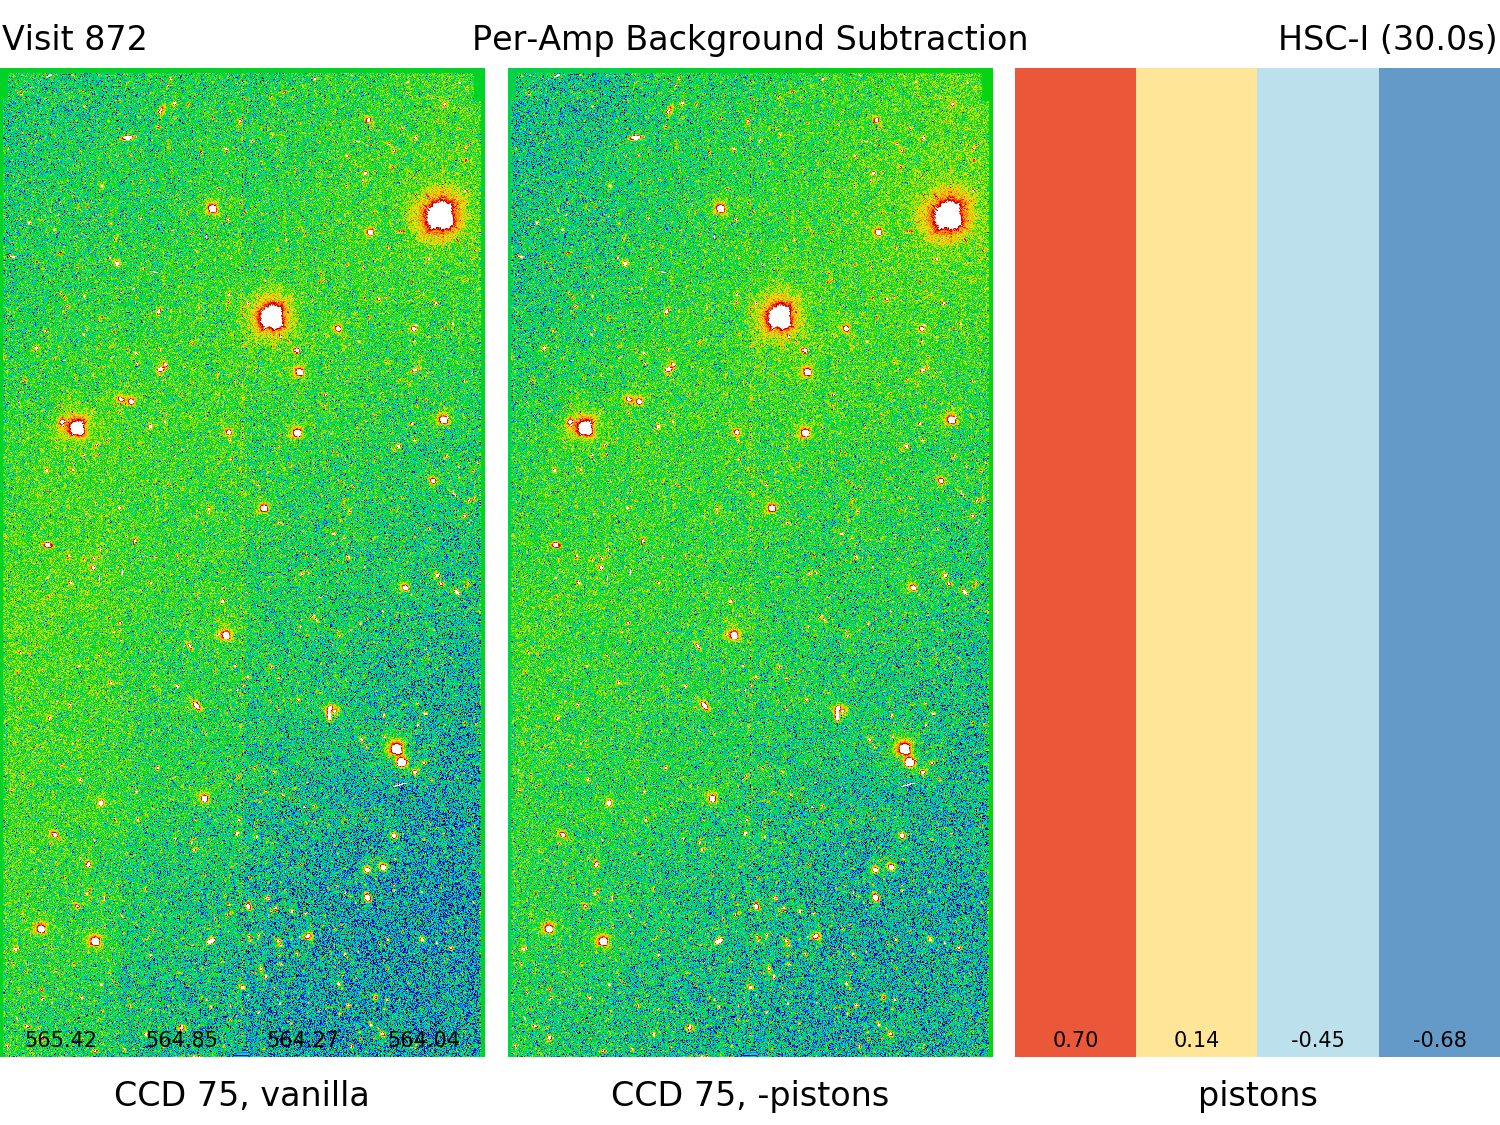 Visit 872 Per-Amp Background Subtraction HSC-I (30.0s)
565.42 564.85 564.27 564.04 0.70 0.14 -0.45 -0.68
CCD 75, vanilla CCD 75, -pistons pistons